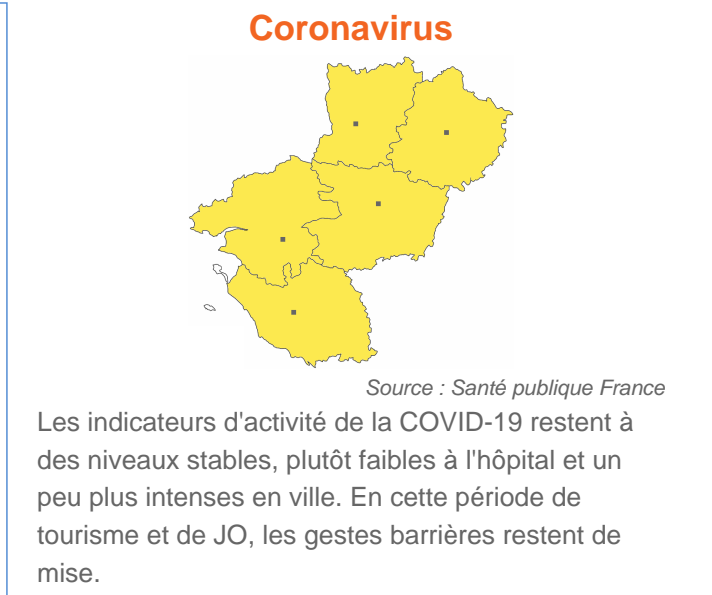 Coronavirus
Source : Santé publique France
Les indicateurs d'activité de la COVID-19 restent à
des niveaux stables, plutôt faibles à l'hôpital et un
peu plus intenses en ville. En cette période de
tourisme et de JO, les gestes barrières restent de
mise.